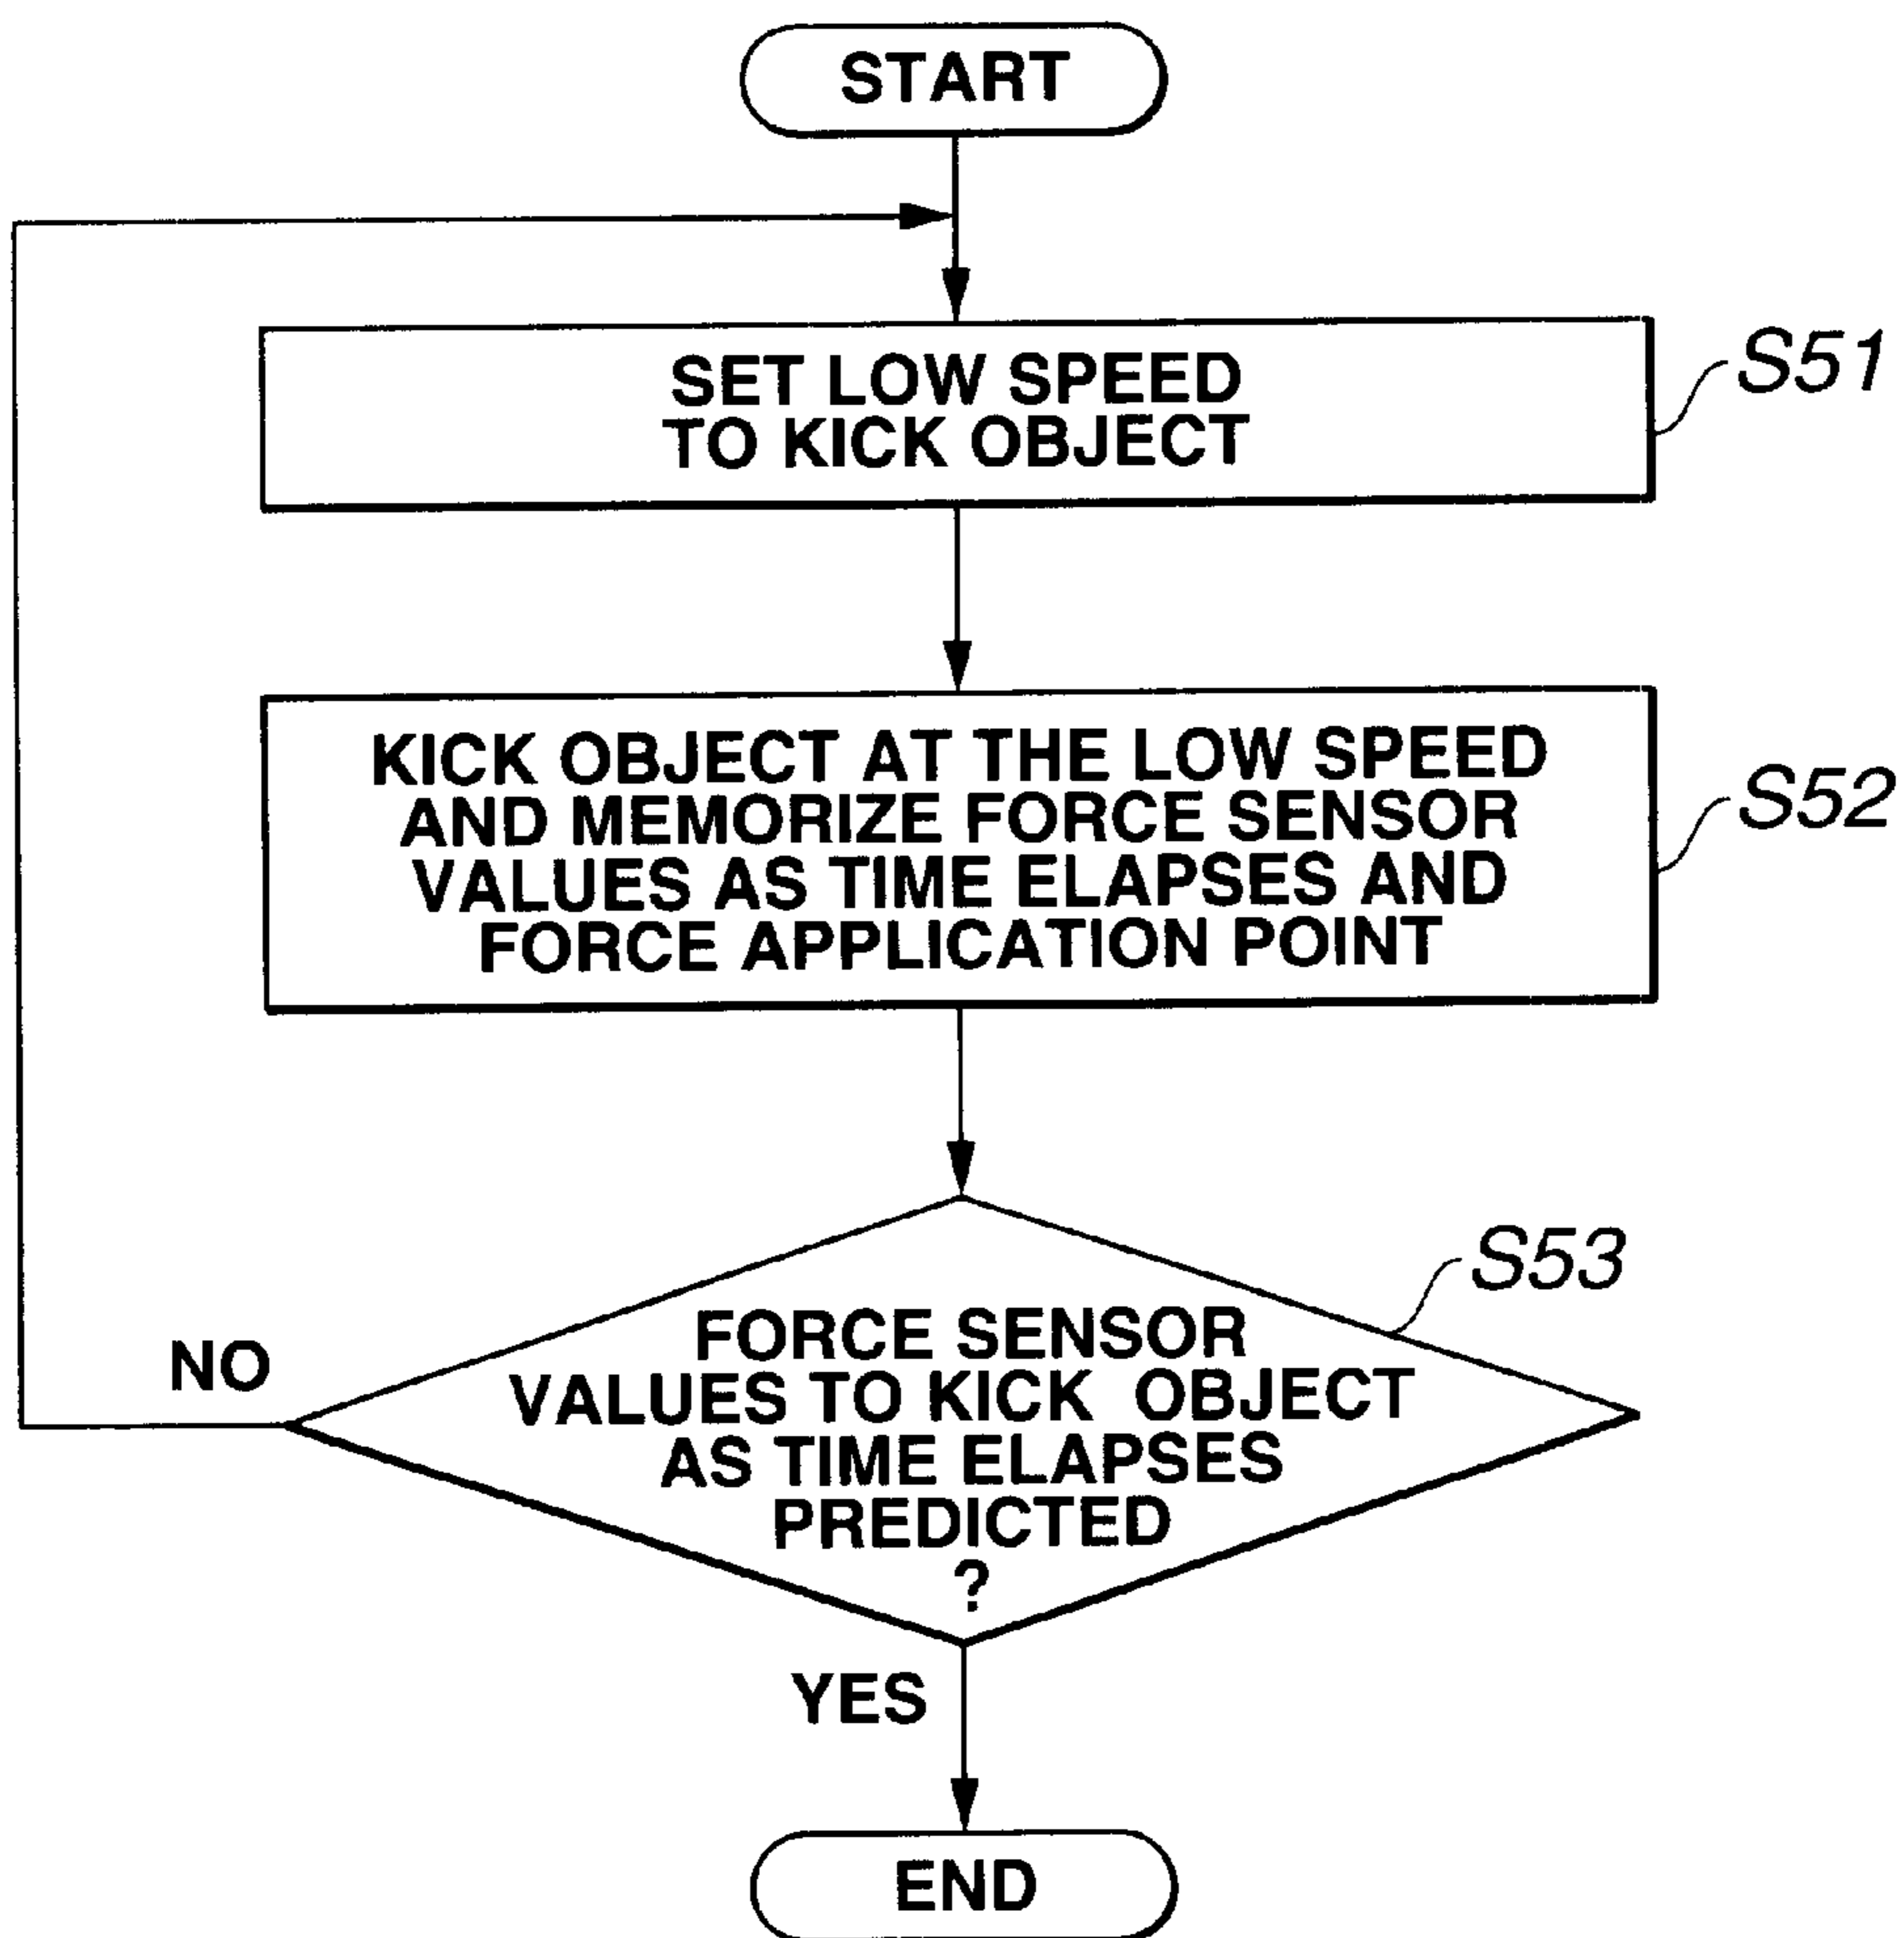 START
SET LOW SPEED
TO KICK OBJECT
S51
KICK OBJECT AT THE LOW SPEED
AND MEMORIZE FORCE SENSOR
VALUES AS TIME ELAPSES AND
FORCE APPLICATION POINT
S52
S53
FORCE SENSOR
VALUES TO KICK OBJECT
AS TIME ELAPSES
PREDICTED
?
NO
YES
END